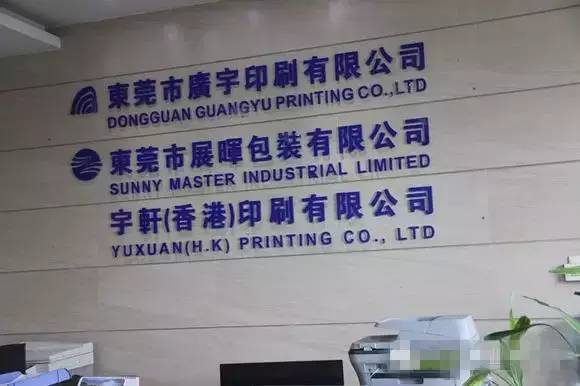 東莞市廣宇印刷有限公司
DONGGUAN GUANGYU PRINTING CO.,LTD
東莞市展暉包裝有限公司
SUNNY MASTER INDUSTRIAL LIMITED
宇軒(香港)印刷有限公司
YUXUAN(H.K) PRINTING CO., LTD